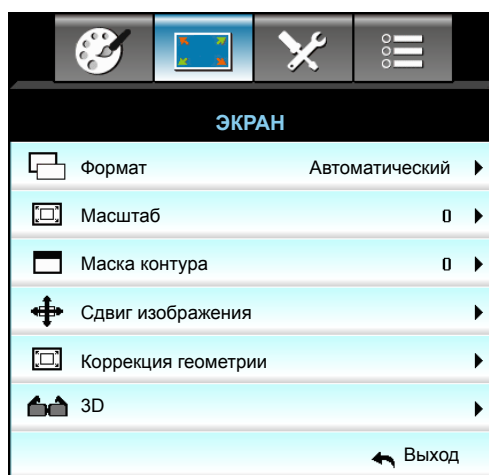 ЭКРАН
Формат Автоматический
Масштаб 0
Маска контура 0
Сдвиг изображения
Коррекция геометрии
3D
Выход